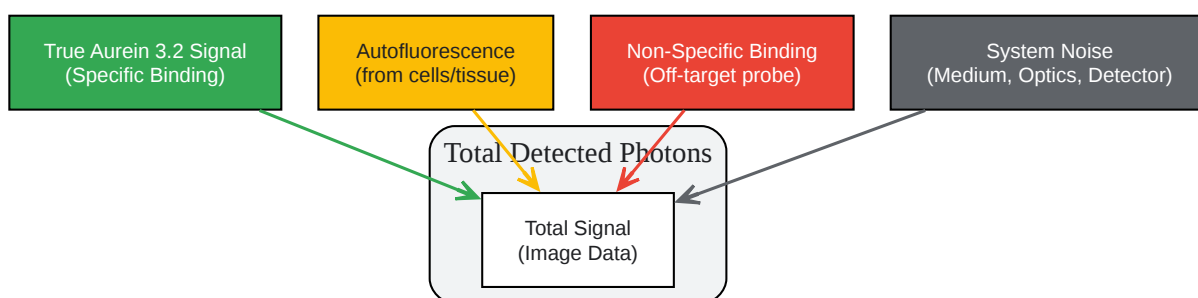 True Aurein 3.2 Signal
(Specific Binding)
Autofluorescence
(from cells/tissue)
Non-Specific Binding
(Off-target probe)
System Noise
(Medium, Optics, Detector)
Total Detected Photons
Total Signal
(Image Data)